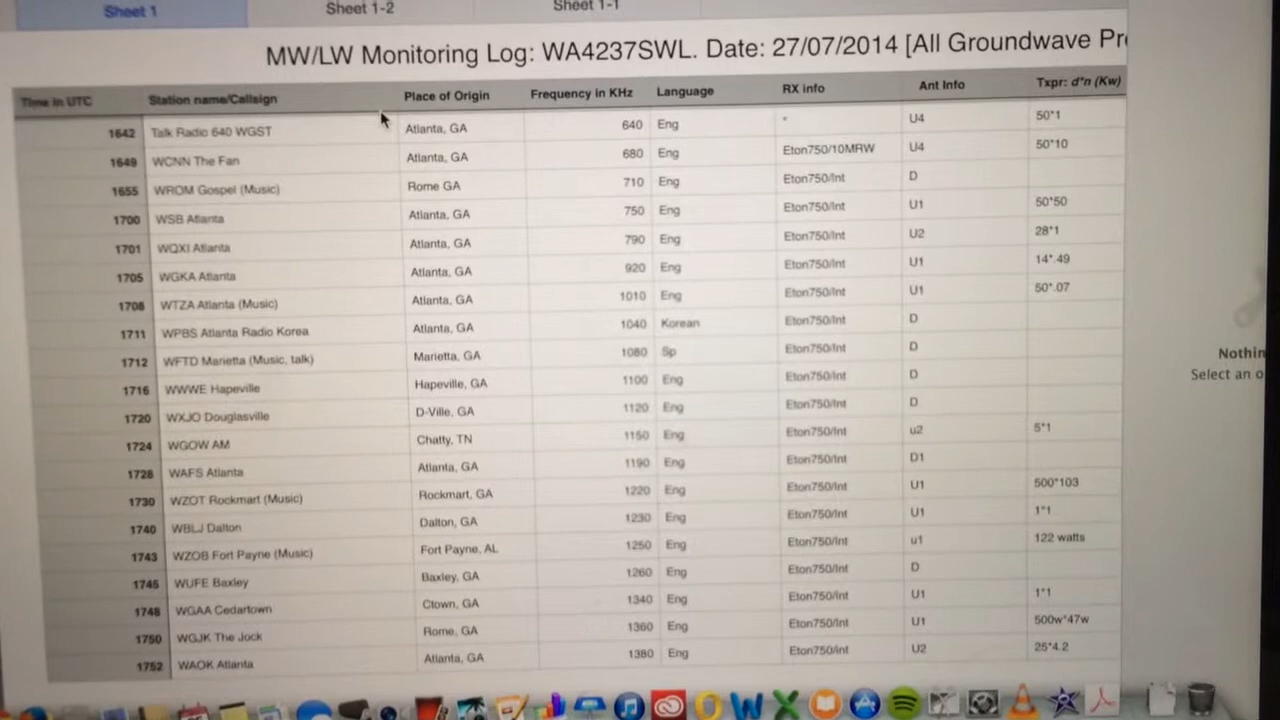 Sheet 1 Sheet 1-2 Sheet 1-1
MW/LW Monitoring Log: WA4237SWL. Date: 27/07/2014 [All Groundwave Pr
Time in UTC Station name/Callsign Place of Origin Frequency in KHz Language RX info Ant Info Txpr: d*n (Kw)
1642 Talk Radio 640 WGST Atlanta, GA 640 Eng * U4 50*1
1649 WCNN The Fan Atlanta, GA 680 Eng Eton750/10MRW U4 50*10
1655 WROM Gospel (Music) Rome GA 710 Eng Eton750/Int D
1700 WSB Atlanta Atlanta, GA 750 Eng Eton750/Int U1 50*50
1701 WQXI Atlanta Atlanta, GA 790 Eng Eton750/Int U2 28*1
1705 WGKA Atlanta Atlanta, GA 920 Eng Eton750/Int U1 14*.49
1708 WTZA Atlanta (Music) Atlanta, GA 1010 Eng Eton750/Int U1 50*.07
1711 WPBS Atlanta Radio Korea Atlanta, GA 1040 Korean Eton750/Int D
1712 WFTD Marietta (Music, talk) Marietta, GA 1080 Sp Eton750/Int D
1716 WWWE Hapeville Hapeville, GA 1100 Eng Eton750/Int D
1720 WXJO Douglasville D-Ville, GA 1120 Eng Eton750/Int D
1724 WGOW AM Chatty, TN 1150 Eng Eton750/Int u2 5*1
1728 WAFS Atlanta Atlanta, GA 1190 Eng Eton750/Int D1
1730 WZOT Rockmart (Music) Rockmart, GA 1220 Eng Eton750/Int U1 500*103
1740 WBLJ Dalton Dalton, GA 1230 Eng Eton750/Int U1 1*1
1743 WZOB Fort Payne (Music) Fort Payne, AL 1250 Eng Eton750/Int u1 122 watts
1745 WUFE Baxley Baxley, GA 1260 Eng Eton750/Int D
1748 WGAA Cedartown Ctown, GA 1340 Eng Eton750/Int U1 1*1
1750 WGJK The Jock Rome, GA 1360 Eng Eton750/Int U1 500w*47w
1752 WAOK Atlanta Atlanta, GA 1380 Eng Eton750/Int U2 25*4.2
Nothin
Select an o